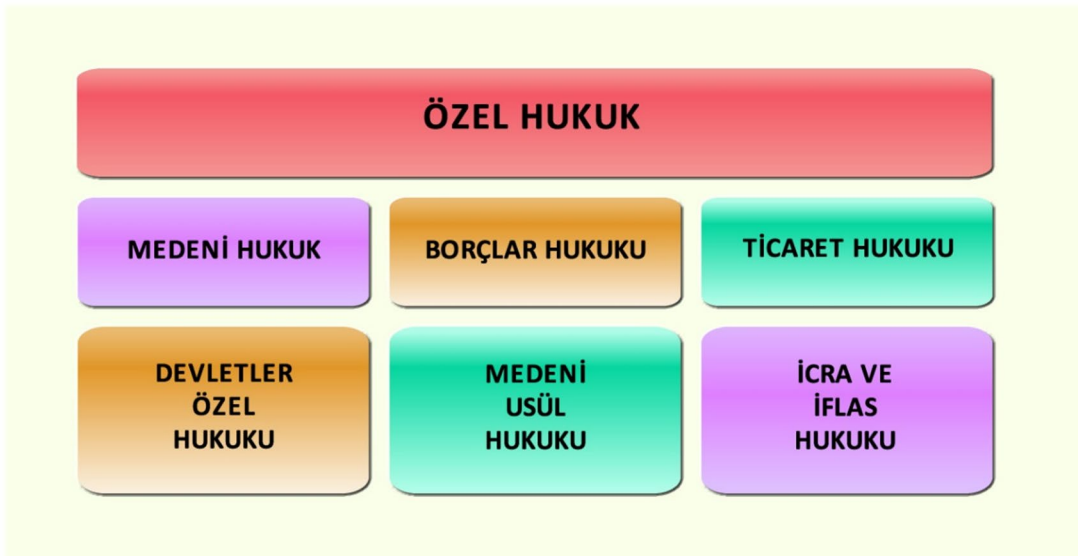 ÖZEL HUKUK
MEDENİ HUKUK
BORÇLAR HUKUKU
TİCARET HUKUKU
DEVLETLER
ÖZEL
HUKUKU
MEDENİ
USÜL
HUKUKU
İCRA VE
İFLAS
HUKUKU